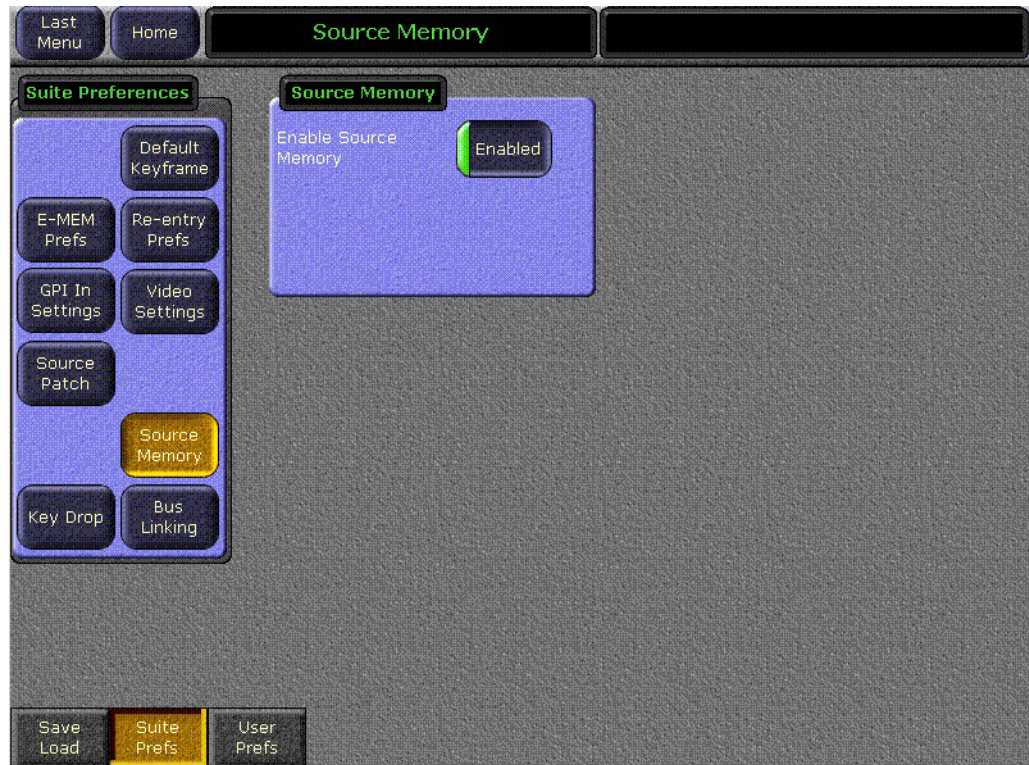 Last
Menu
Home
Source Memory
Suite Preferences
Default
Keyframe
E-MEM
Prefs
Re-entry
Prefs
GPI In
Settings
Video
Settings
Source
Patch
Source
Memory
Key Drop
Bus
Linking
Source Memory
Enable Source
Memory
Enabled
Save
Load
Suite
Prefs
User
Prefs